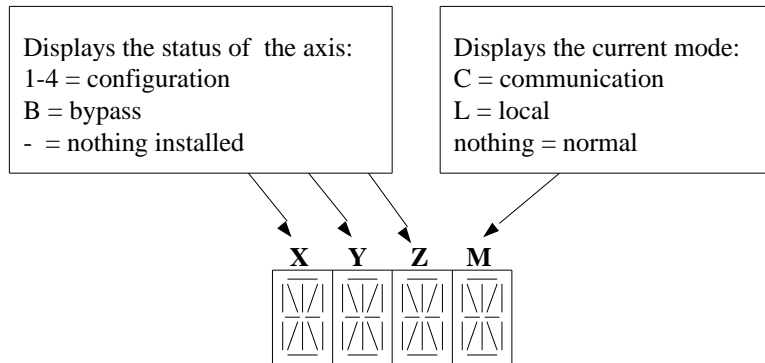 Displays the status of the axis:
1-4 = configuration
B = bypass
- = nothing installed
Displays the current mode:
C = communication
L = local
nothing = normal
X Y Z M